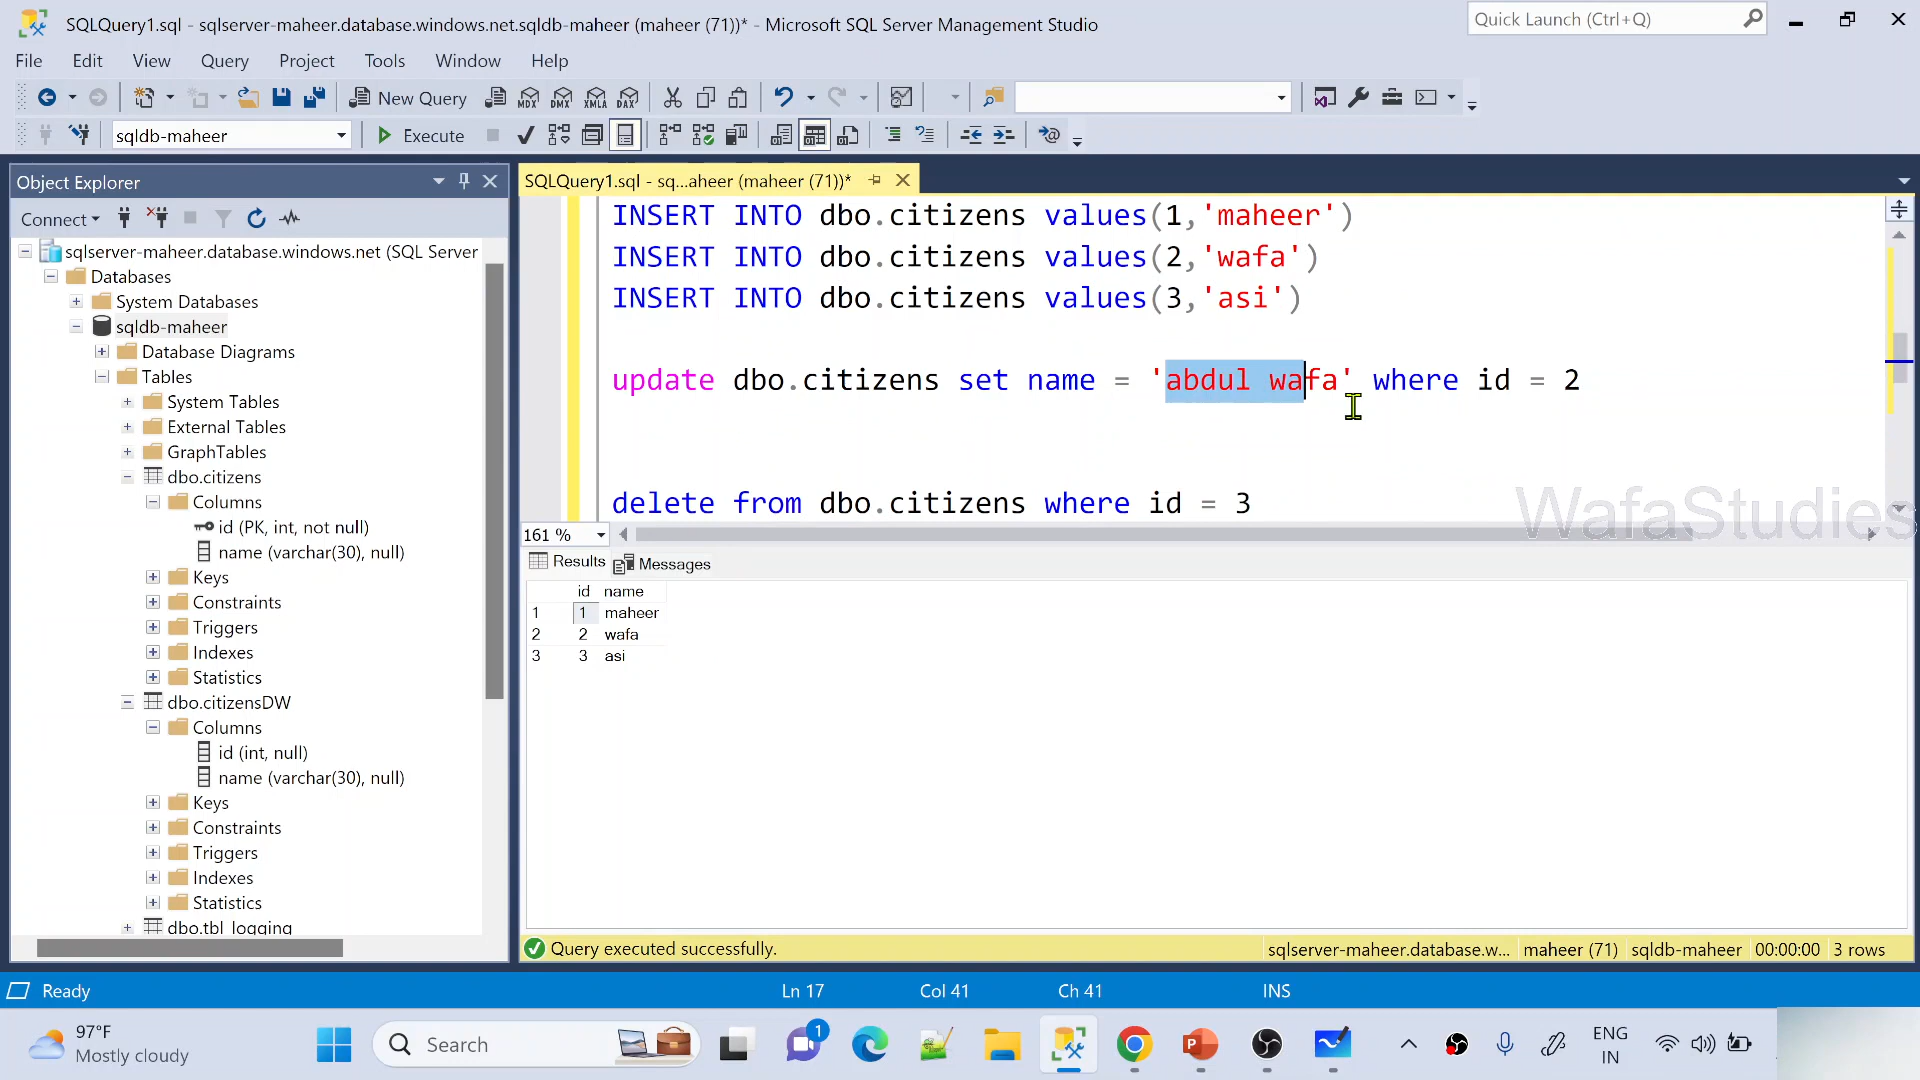 SQLQuery1.sql - sqlserver-maheer.database.windows.net.sqldb-maheer (maheer (71))* - Microsoft SQL Server Management Studio
Quick Launch (Ctrl+Q)
File Edit View Query Project Tools Window Help
New Query
MDX DMX XMLA DAX
sqldb-maheer
Execute
Object Explorer
Connect
sqlserver-maheer.database.windows.net (SQL Server
Databases
System Databases
sqldb-maheer
Database Diagrams
Tables
System Tables
External Tables
GraphTables
dbo.citizens
Columns
id (PK, int, not null)
name (varchar(30), null)
Keys
Constraints
Triggers
Indexes
Statistics
dbo.citizensDW
Columns
id (int, null)
name (varchar(30), null)
Keys
Constraints
Triggers
Indexes
Statistics
dbo.tbl_logging
SQLQuery1.sql - sq...aheer (maheer (71))*
INSERT INTO dbo.citizens values(1,'maheer')
INSERT INTO dbo.citizens values(2,'wafa')
INSERT INTO dbo.citizens values(3,'asi')
update dbo.citizens set name = 'abdul wafa' where id = 2
delete from dbo.citizens where id = 3
WafaStudies
161 %
Results Messages
id name
1 1 maheer
2 2 wafa
3 3 asi
Query executed successfully.
sqlserver-maheer.database.w... maheer (71) sqldb-maheer 00:00:00 3 rows
Ready Ln 17 Col 41 Ch 41 INS
97°F
Mostly cloudy
Search
1
ENG
IN